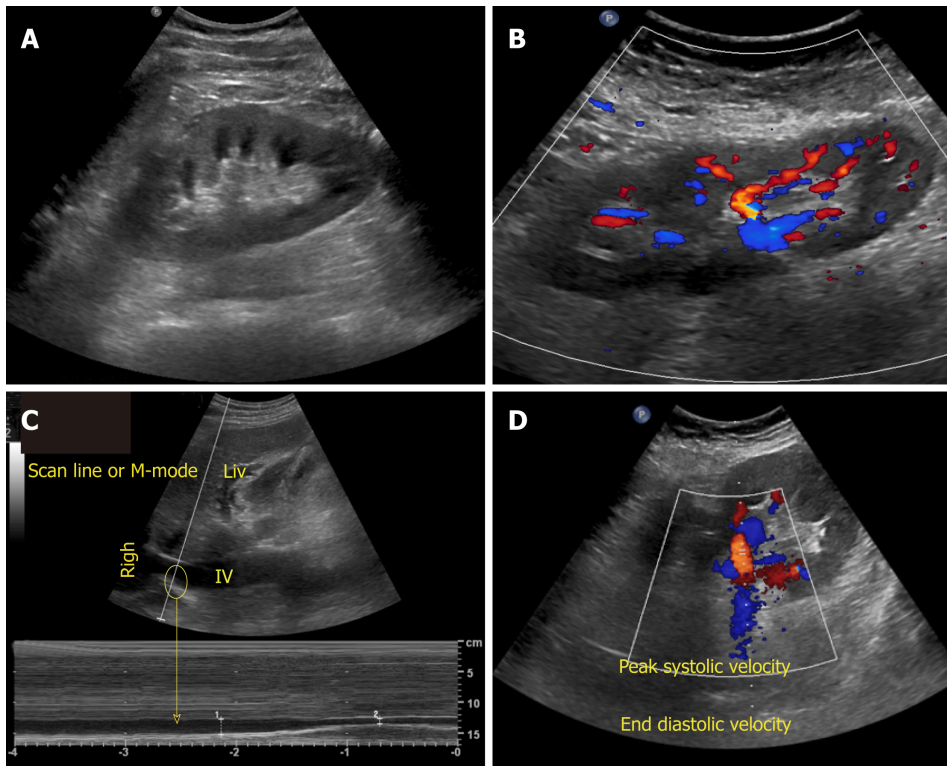 A
P
B
P
C
2
Scan line or M-mode
Liv
Righ
IV
cm
5
10
15
1
2
-4
-3
-2
-1
-0
D
P
Peak systolic velocity
End diastolic velocity